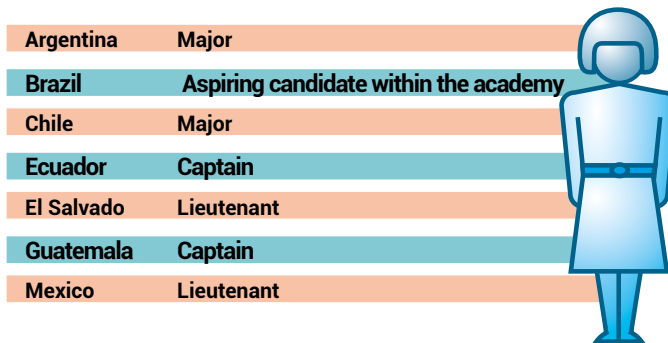 Argentina Major
Brazil Aspiring candidate within the academy
Chile Major
Ecuador Captain
El Salvado Lieutenant
Guatemala Captain
Mexico Lieutenant